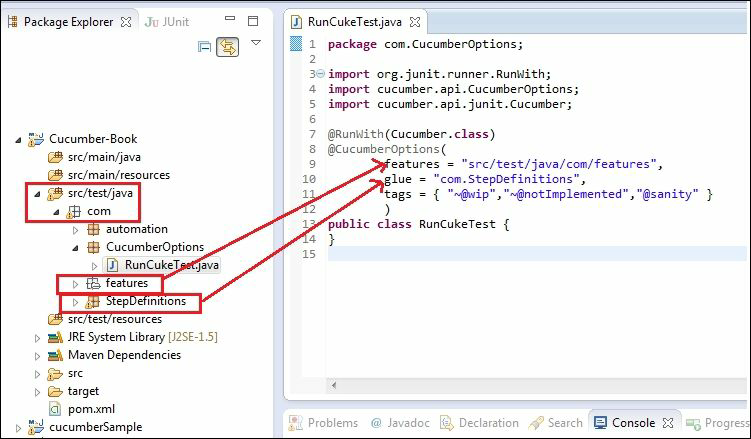 Package Explorer
JUnit
Cucumber-Book
src/main/java
src/main/resources
src/test/java
com
automation
CucumberOptions
RunCukeTest.java
features
StepDefinitions
src/test/resources
JRE System Library [J2SE-1.5]
Maven Dependencies
src
target
pom.xml
cucumberSample
RunCukeTest.java
1 package com.CucumberOptions;
2
3 import org.junit.runner.RunWith;
4 import cucumber.api.CucumberOptions;
5 import cucumber.api.junit.Cucumber;
6
7 @RunWith(Cucumber.class)
8 @CucumberOptions(
9 features = "src/test/java/com/features",
10 glue = "com.StepDefinitions",
11 tags = { "~@wip","~@notImplemented","@sanity" }
12 )
13 public class RunCukeTest {
14 }
15
Problems @ Javadoc Declaration Search Console Progress